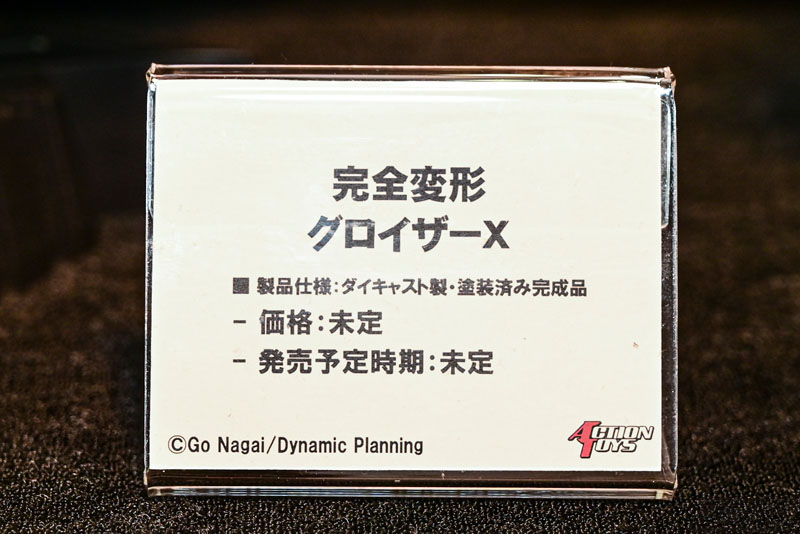 完全変形
グロイザーX
■ 製品仕様：ダイキャスト製・塗装済み完成品
- 価格：未定
- 発売予定時期：未定
©Go Nagai/Dynamic Planning
ACTION
TOYS